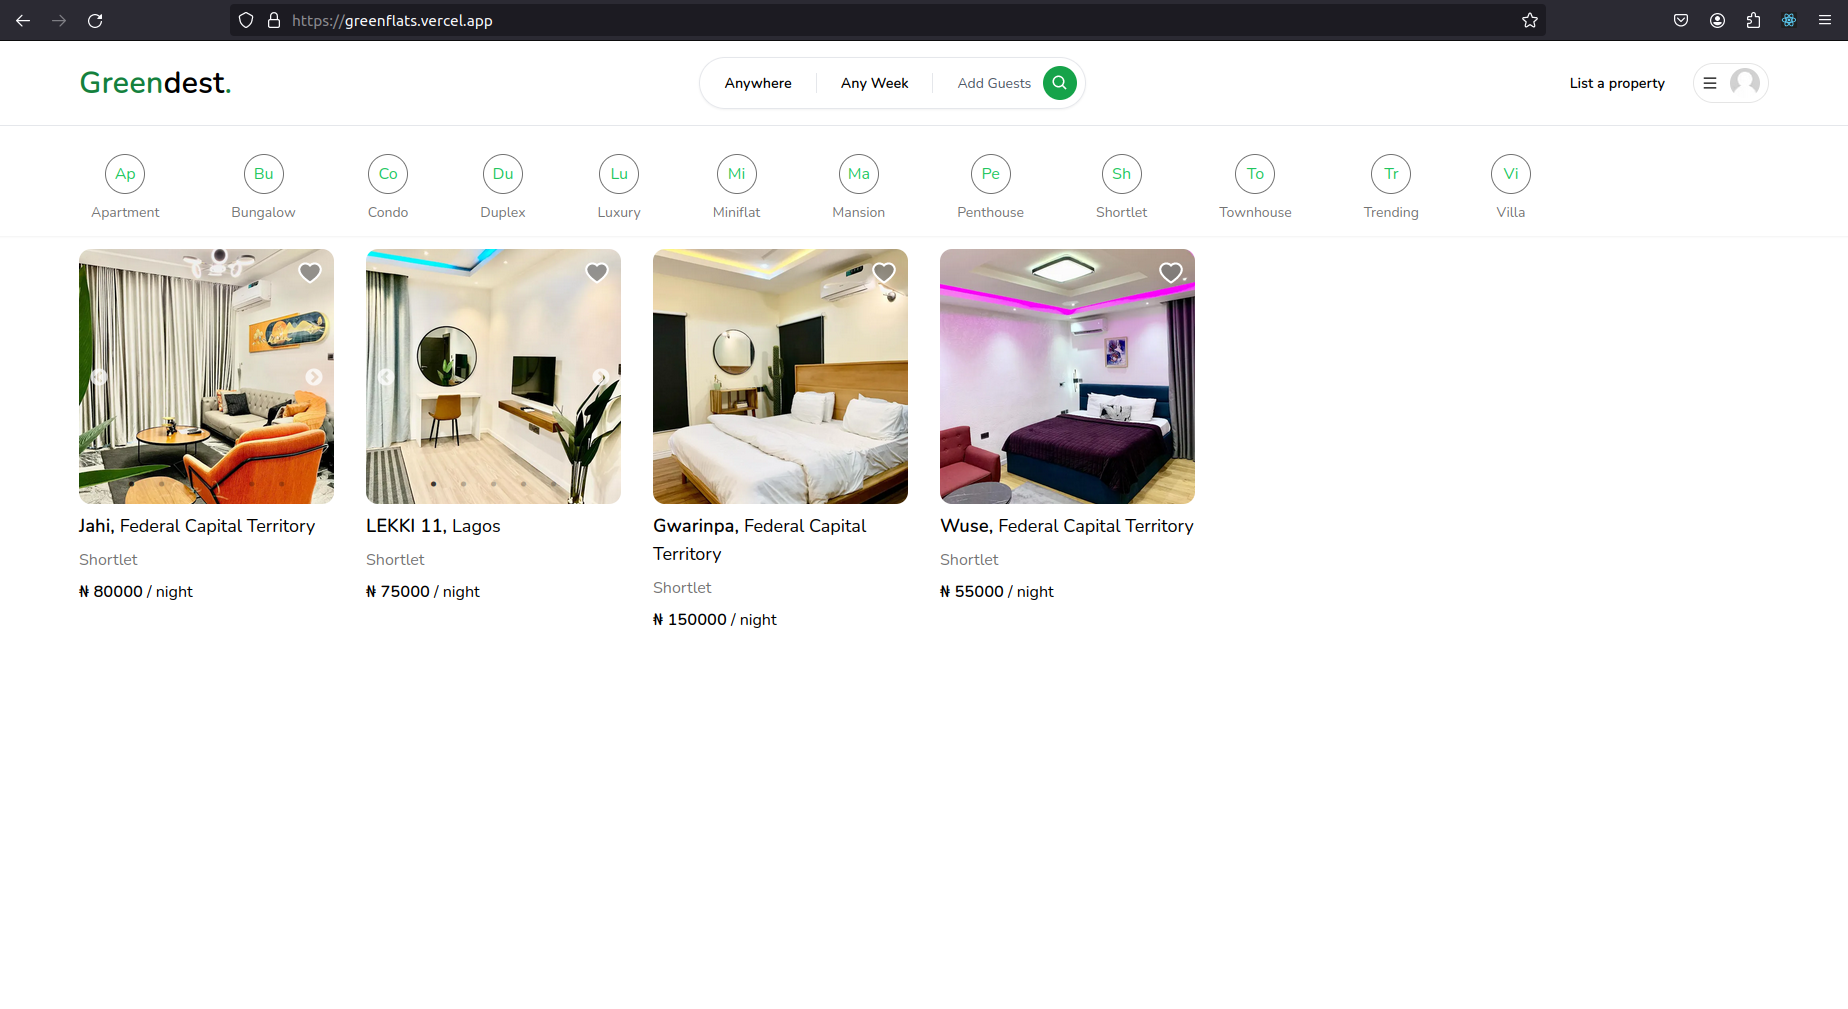 https://greenflats.vercel.app
Greendest.
Anywhere
Any Week
Add Guests
List a property
Ap
Bu
Co
Du
Lu
Mi
Ma
Pe
Sh
To
Tr
Vi
Apartment
Bungalow
Condo
Duplex
Luxury
Miniflat
Mansion
Penthouse
Shortlet
Townhouse
Trending
Villa
Jahi, Federal Capital Territory
Shortlet
₦ 80000 / night
LEKKI 11, Lagos
Shortlet
₦ 75000 / night
Gwarinpa, Federal Capital
Territory
Shortlet
₦ 150000 / night
Wuse, Federal Capital Territory
Shortlet
₦ 55000 / night